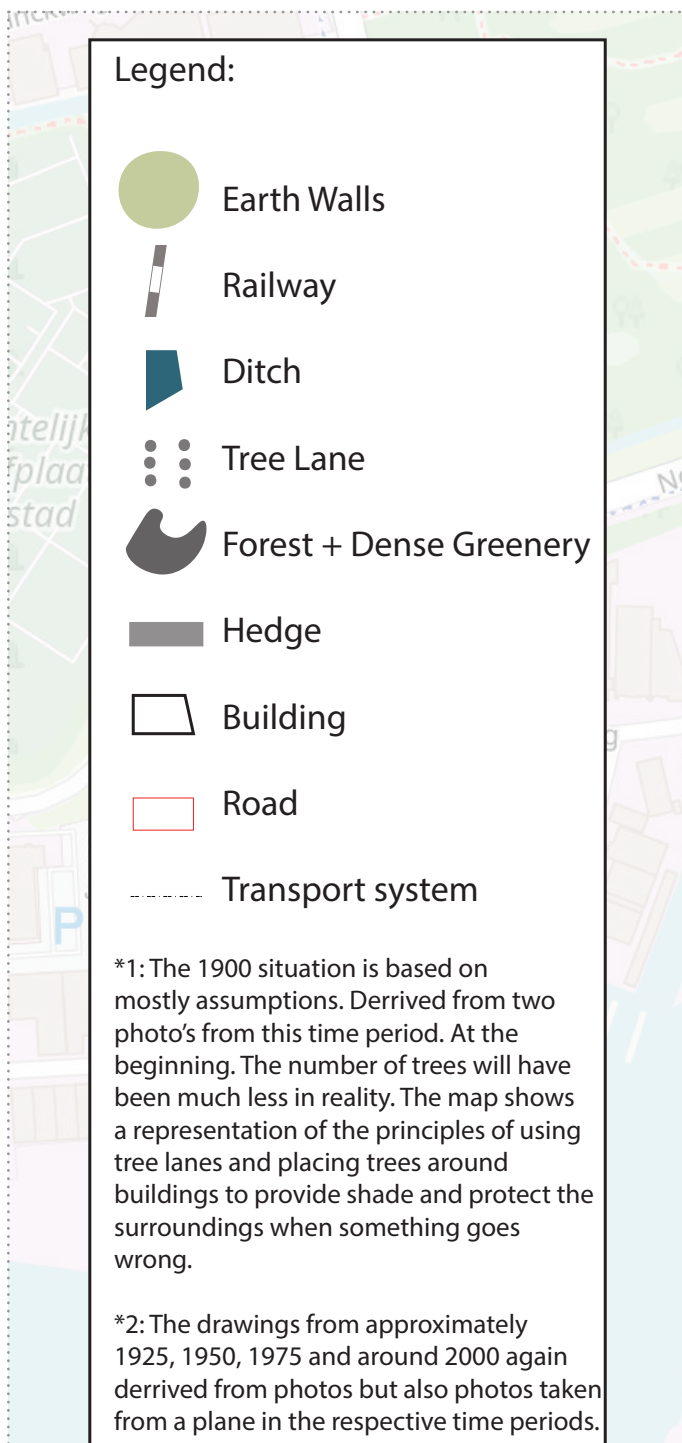 Legend:
Earth Walls
Railway
Ditch
Tree Lane
Forest + Dense Greenery
Hedge
Building
Road
Transport system
*1: The 1900 situation is based on
mostly assumptions. Derrived from two
photo's from this time period. At the
beginning. The number of trees will have
been much less in reality. The map shows
a representation of the principles of using
tree lanes and placing trees around
buildings to provide shade and protect the
surroundings when something goes
wrong.
*2: The drawings from approximately
1925, 1950, 1975 and around 2000 again
derrived from photos but also photos taken
from a plane in the respective time periods.
ntelijk
fplaa
stad
P